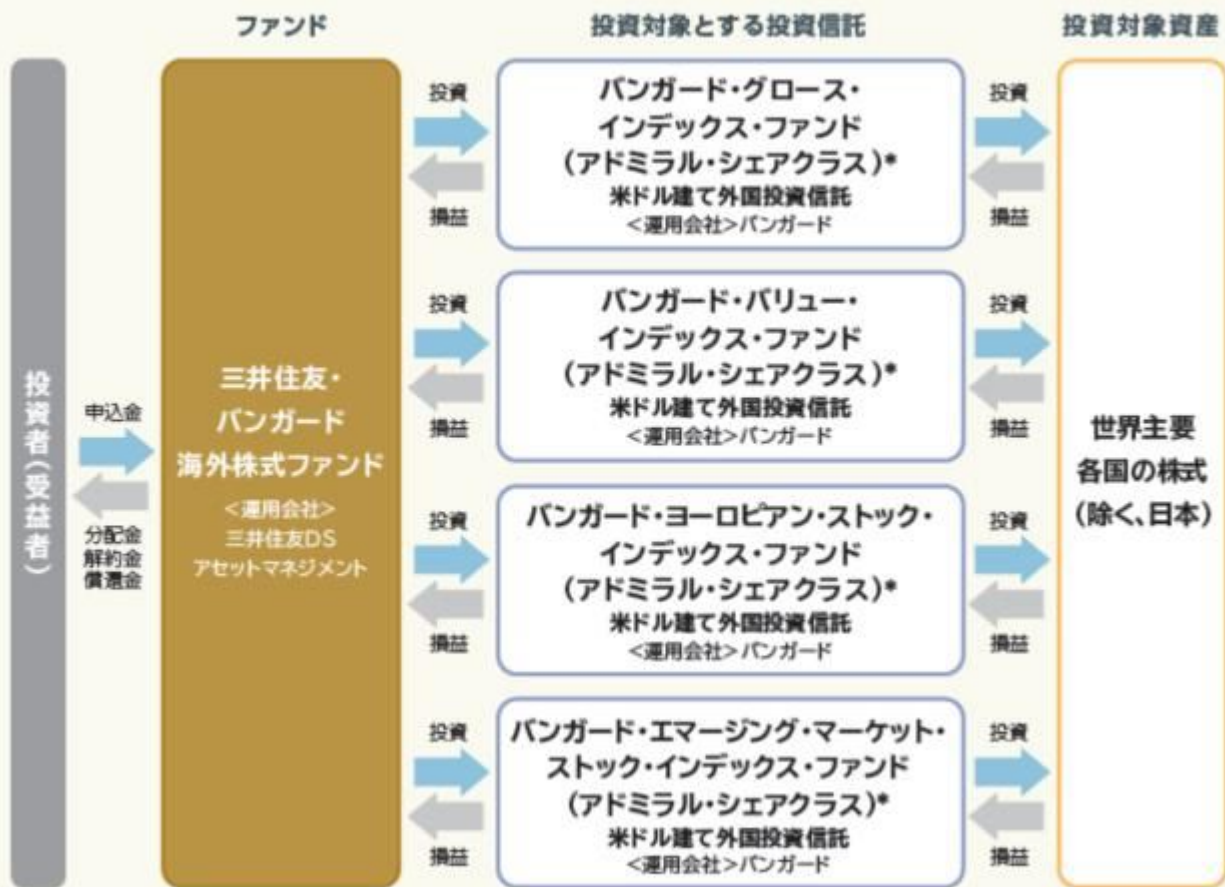 ファンド
投資対象とする投資信託
投資対象資産
投資者(受益者)
申込金
分配金
解約金
償還金
三井住友・
バンガード
海外株式ファンド
<運用会社>
三井住友DS
アセットマネジメント
投資
損益
バンガード・グロース・
インデックス・ファンド
(アドミラル・シェアクラス)*
米ドル建て外国投資信託
<運用会社>バンガード
投資
損益
投資
損益
バンガード・バリュー・
インデックス・ファンド
(アドミラル・シェアクラス)*
米ドル建て外国投資信託
<運用会社>バンガード
投資
損益
投資
損益
バンガード・ヨーロピアン・ストック・
インデックス・ファンド
(アドミラル・シェアクラス)*
米ドル建て外国投資信託
<運用会社>バンガード
投資
損益
投資
損益
バンガード・エマージング・マーケット・
ストック・インデックス・ファンド
(アドミラル・シェアクラス)*
米ドル建て外国投資信託
<運用会社>バンガード
投資
損益
世界主要
各国の株式
(除く、日本)